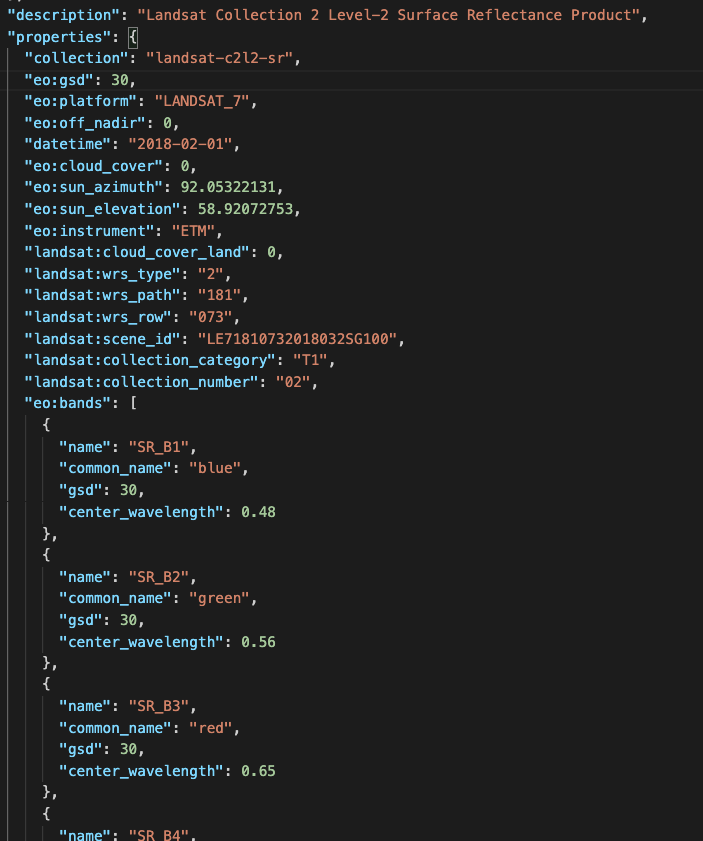 "description": "Landsat Collection 2 Level-2 Surface Reflectance Product",
"properties": {
"collection": "landsat-c2l2-sr",
"eo:gsd": 30,
"eo:platform": "LANDSAT_7",
"eo:off_nadir": 0,
"datetime": "2018-02-01",
"eo:cloud_cover": 0,
"eo:sun_azimuth": 92.05322131,
"eo:sun_elevation": 58.92072753,
"eo:instrument": "ETM",
"landsat:cloud_cover_land": 0,
"landsat:wrs_type": "2",
"landsat:wrs_path": "181",
"landsat:wrs_row": "073",
"landsat:scene_id": "LE71810732018032SG100",
"landsat:collection_category": "T1",
"landsat:collection_number": "02",
"eo:bands": [
{
"name": "SR_B1",
"common_name": "blue",
"gsd": 30,
"center_wavelength": 0.48
},
{
"name": "SR_B2",
"common_name": "green",
"gsd": 30,
"center_wavelength": 0.56
},
{
"name": "SR_B3",
"common_name": "red",
"gsd": 30,
"center_wavelength": 0.65
},
{
"name": "SR_B4",